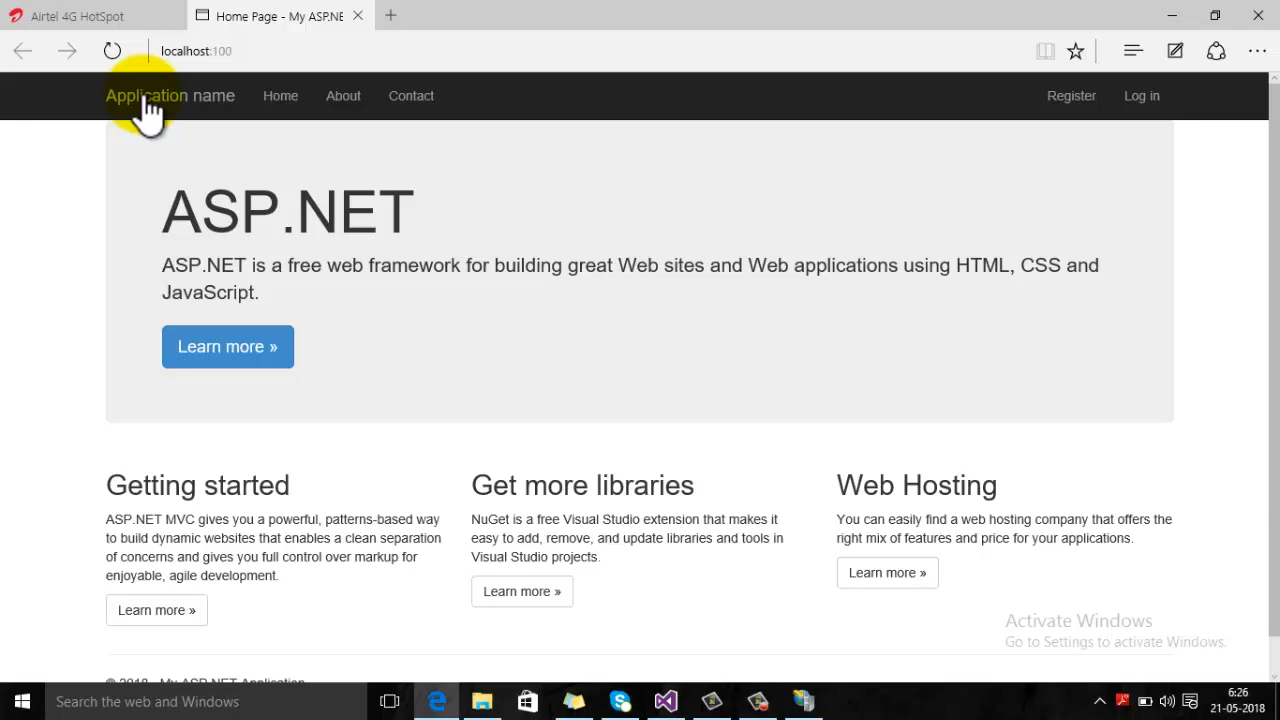 Airtel 4G HotSpot
Home Page - My ASP.NE
localhost:100
Application name
Home
About
Contact
Register
Log in
ASP.NET
ASP.NET is a free web framework for building great Web sites and Web applications using HTML, CSS and
JavaScript.
Learn more »
Getting started
ASP.NET MVC gives you a powerful, patterns-based way
to build dynamic websites that enables a clean separation
of concerns and gives you full control over markup for
enjoyable, agile development.
Learn more »
Get more libraries
NuGet is a free Visual Studio extension that makes it
easy to add, remove, and update libraries and tools in
Visual Studio projects.
Learn more »
Web Hosting
You can easily find a web hosting company that offers the
right mix of features and price for your applications.
Learn more »
Activate Windows
Go to Settings to activate Windows.
© 2018 - My ASP.NET Application
Search the web and Windows
6:26
21-05-2018